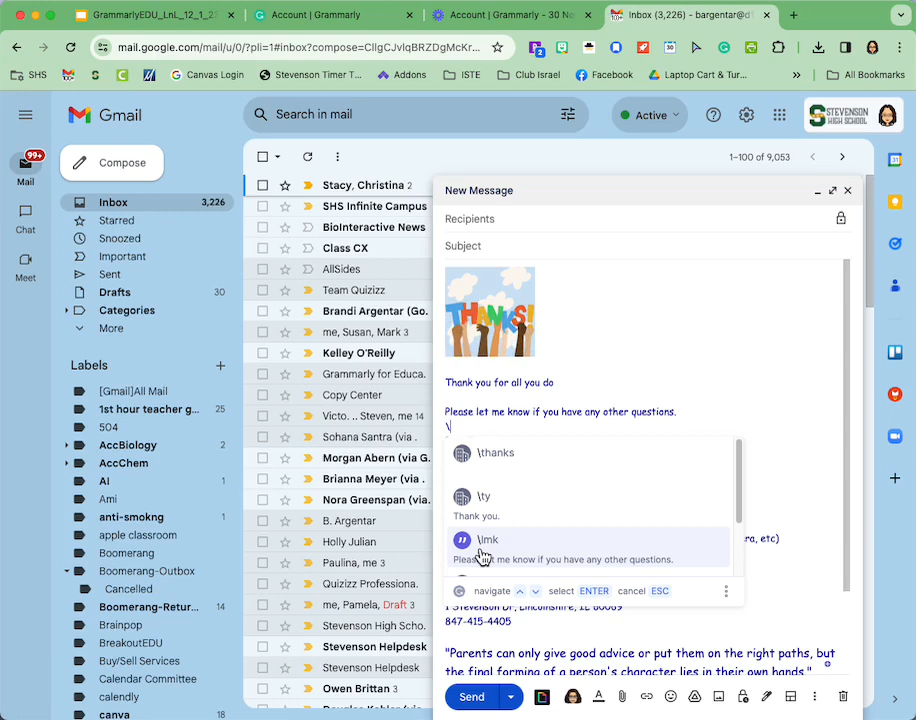 GrammarlyEDU_LnL_12_1_23
Account | Grammarly
Account | Grammarly - 30 No
Inbox (3,226) - bargentar@d1
mail.google.com/mail/u/0/?pli=1#inbox?compose=CllgCJvlqBRZDgMcKr...
SHS
Canvas Login
Stevenson Timer T...
Addons
ISTE
Club Israel
Facebook
Laptop Cart & Tur...
»
All Bookmarks
Gmail
Search in mail
Active
STEVENSON
HIGH SCHOOL
99+
Mail
Chat
Meet
Compose
1–100 of 9,053
Inbox 3,226
Starred
Snoozed
Important
Sent
Drafts 30
Categories
More
Labels
[Gmail]All Mail
1st hour teacher g... 25
504
AccBiology 2
AccChem
AI 1
Ami
anti-smokng 1
apple classroom
Boomerang
Boomerang-Outbox
Cancelled
Boomerang-Retur... 14
Brainpop
BreakoutEDU
Buy/Sell Services
Calendar Committee
calendly
canva 18
Stacy, Christina 2
SHS Infinite Campus
BioInteractive News
Class CX
AllSides
Team Quizizz
Brandi Argentar (Go.
me, Susan, Mark 3
Kelley O'Reilly
Grammarly for Educa.
Copy Center
Victo. .. Steven, me 14
Sohana Santra (via .
Morgan Abern (via G.
Brianna Meyer (via .
Nora Greenspan (via.
B. Argentar
Holly Julian
Paulina, me 3
Quizizz Professiona.
me, Pamela, Draft 3
Stevenson High Scho.
Stevenson Helpdesk
Stevenson Helpdesk
Owen Brittan 3
New Message
Recipients
Subject
THANKS!
Thank you for all you do
Please let me know if you have any other questions.
\
\thanks
\ty
Thank you.
\lmk
Please let me know if you have any other questions.
navigate select ENTER cancel ESC
ra, etc)
1 Stevenson Dr, Lincolnshire, IL 60069
847-415-4405
"Parents can only give good advice or put them on the right paths, but
the final forming of a person's character lies in their own hands."
Send